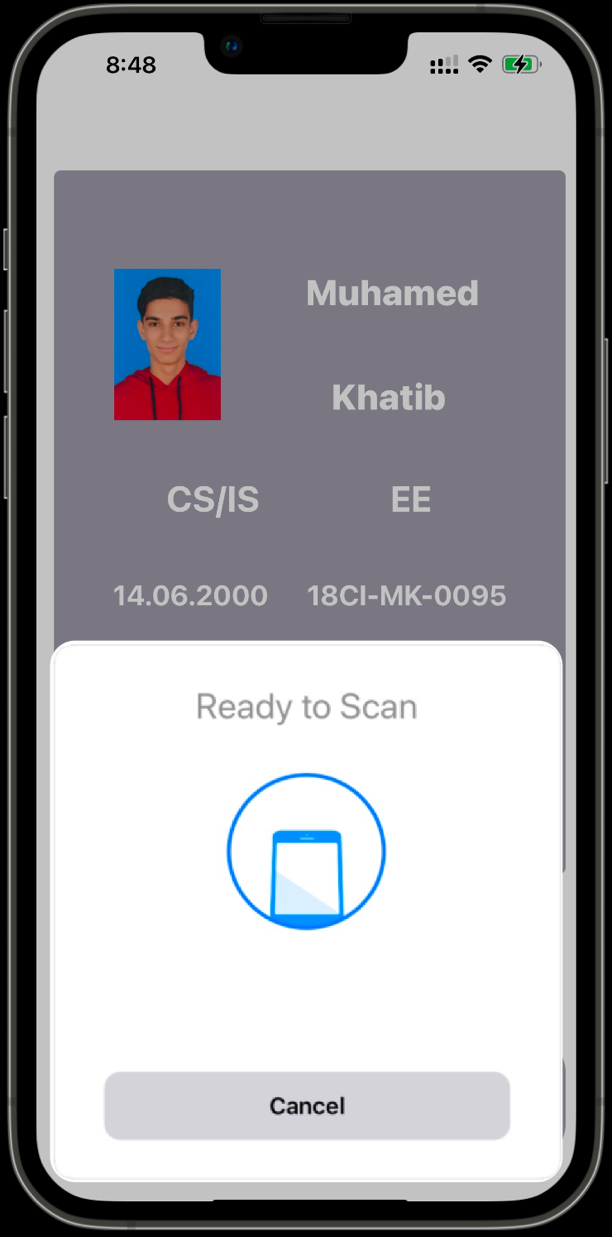 8:48
Muhamed
Khatib
CS/IS EE
14.06.2000 18CI-MK-0095
Ready to Scan
Cancel